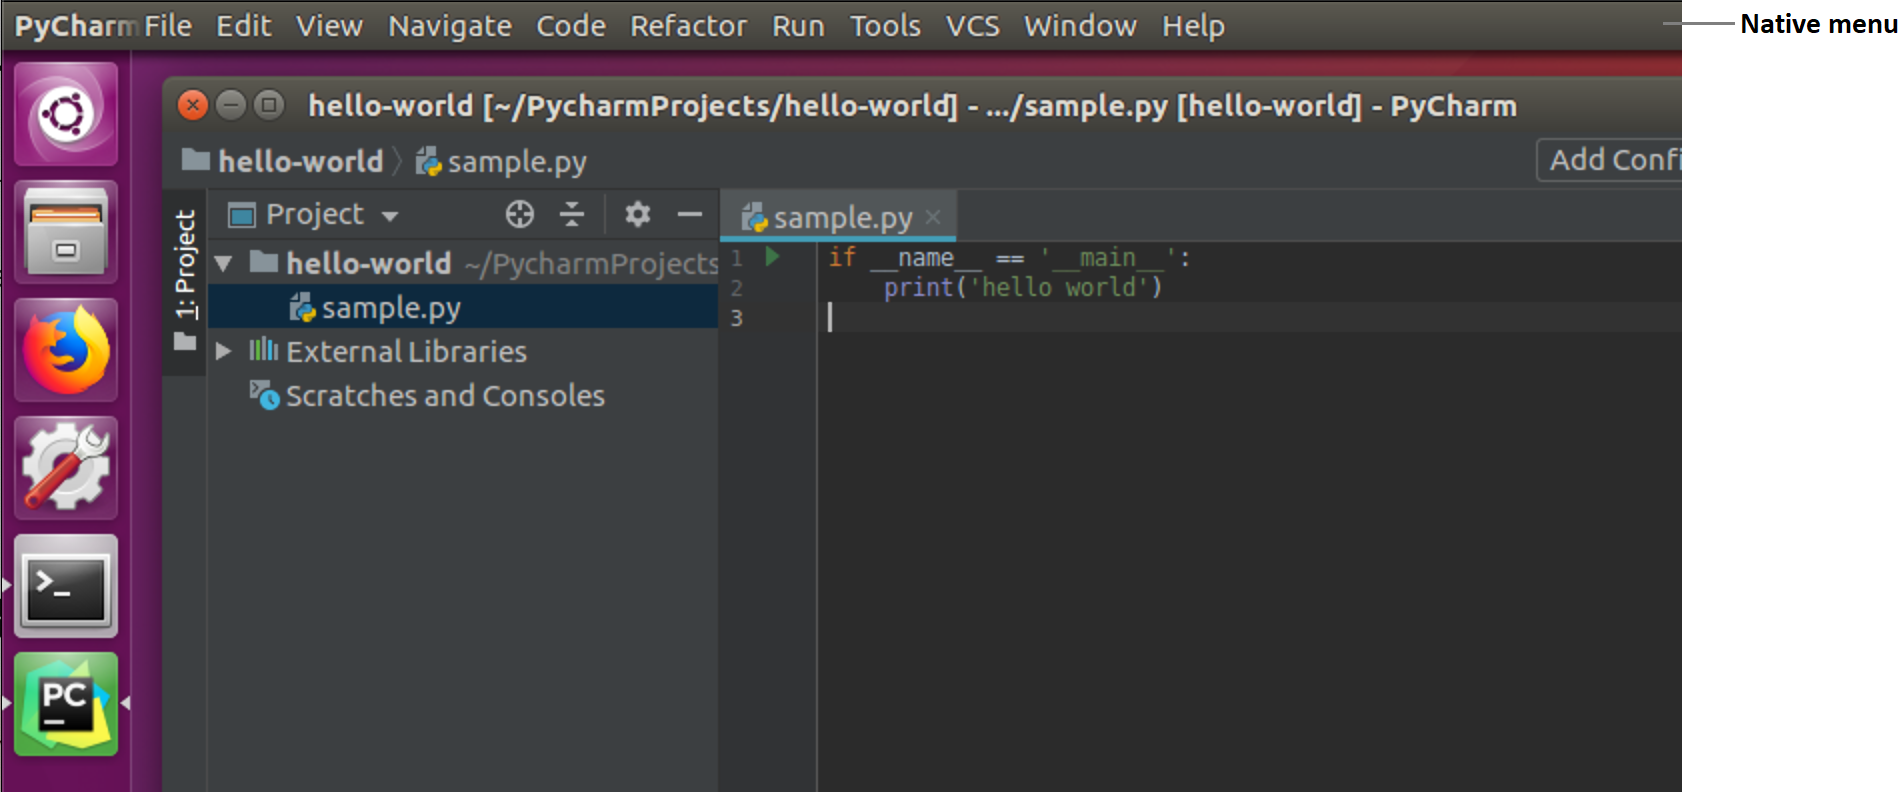 PyCharm File Edit View Navigate Code Refactor Run Tools VCS Window Help
Native menu
hello-world [~/PycharmProjects/hello-world] - .../sample.py [hello-world] - PyCharm
hello-world sample.py
Add Confi
1: Project
Project
sample.py
hello-world ~/PycharmProjects
sample.py
External Libraries
Scratches and Consoles
1 if __name__ == '__main__':
2 print('hello world')
3
>_
PC